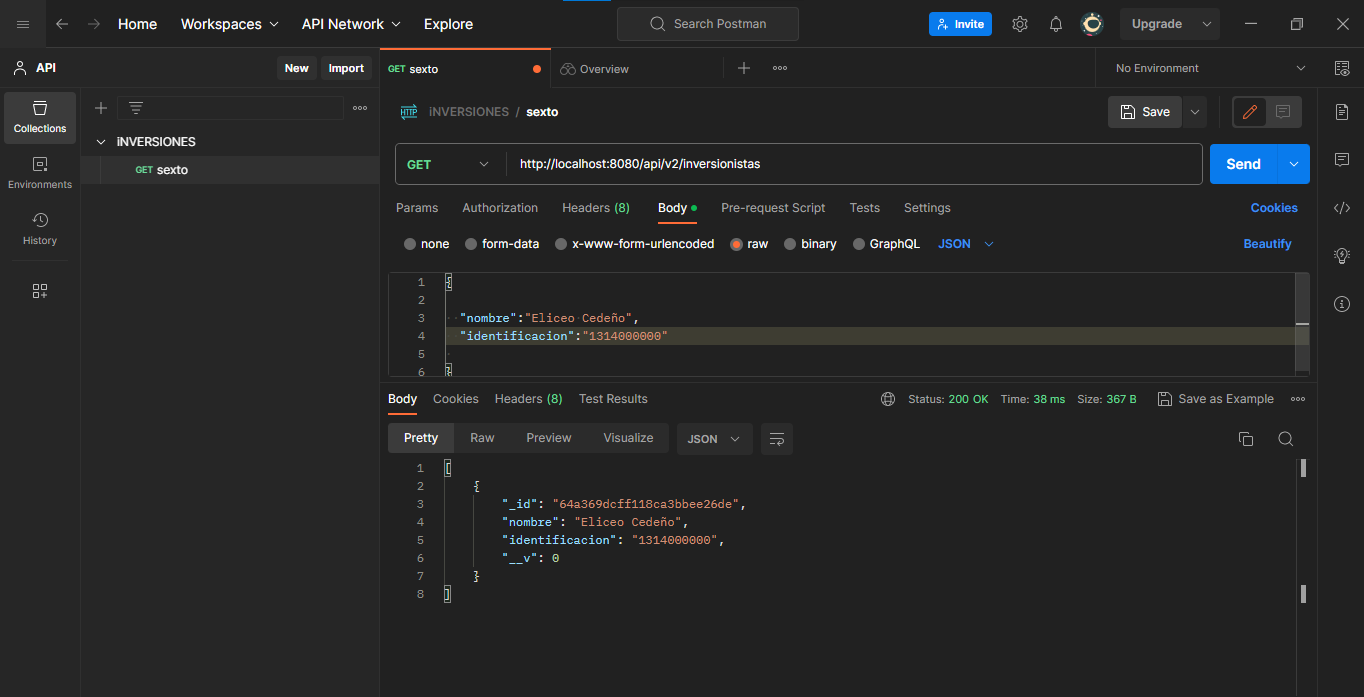 Home Workspaces API Network Explore Search Postman Invite Upgrade
API New Import GET sexto Overview No Environment
Collections
Environments
History
iNVERSIONES
GET sexto
HTTP iNVERSIONES / sexto Save
GET http://localhost:8080/api/v2/inversionistas Send
Params Authorization Headers (8) Body Pre-request Script Tests Settings Cookies
none form-data x-www-form-urlencoded raw binary GraphQL JSON Beautify
1 {
2
3 "nombre":"Eliceo Cedeño",
4 "identificacion":"1314000000"
5
6 }
Body Cookies Headers (8) Test Results Status: 200 OK Time: 38 ms Size: 367 B Save as Example
Pretty Raw Preview Visualize JSON
1 [
2 {
3 "_id": "64a369dcff118ca3bbee26de",
4 "nombre": "Eliceo Cedeño",
5 "identificacion": "1314000000",
6 "__v": 0
7 }
8 ]